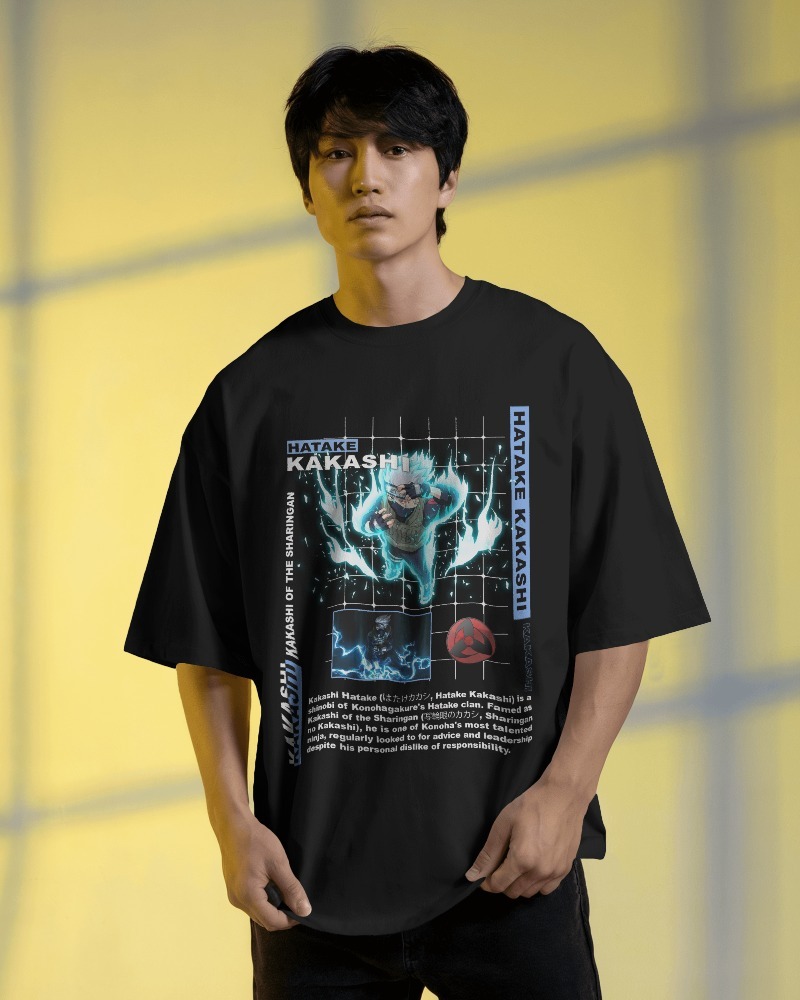 HATAKE
KAKASHI
HATAKE KAKASHI
KAKASHI OF THE SHARINGAN
KAKASHI
KAKASHI
KAKASHI
Kakashi Hatake (はたけカカシ, Hatake Kakashi) is a
shinobi of Konohagakure's Hatake clan. Famed as
Kakashi of the Sharingan (写輪眼のカカシ, Sharingan
no Kakashi), he is one of Konoha's most talented
ninja, regularly looked to for advice and leadership
despite his personal dislike of responsibility.